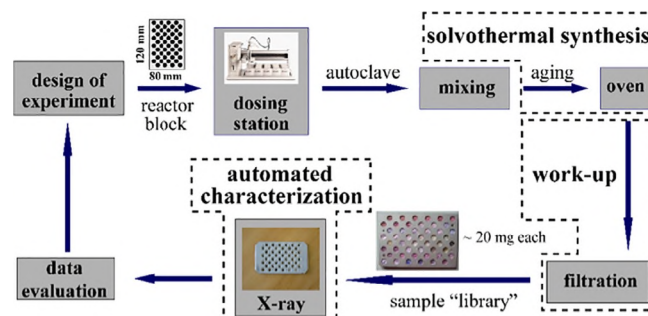 120 mm
80 mm
design of
experiment
reactor
block
dosing
station
autoclave
solvothermal synthesis
mixing
aging
oven
work-up
filtration
~ 20 mg each
sample “library”
automated
characterization
X-ray
data
evaluation